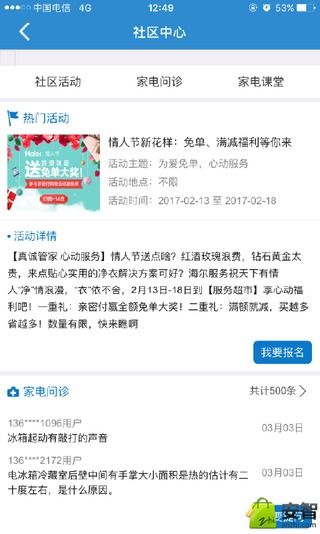 中国电信 4G 12:49 53%
社区中心
社区活动 家电问诊 家电课堂
热门活动
Haier
送免单大奖!
情人节新花样：免单、满减福利等你来
活动主题：为爱免单，心动服务
活动地点：不限
活动时间：2017-02-13 至 2017-02-18
活动详情
【真诚管家 心动服务】情人节送点啥？红酒玫瑰浪费，钻石黄金太
贵，来点贴心实用的净衣解决方案可好？海尔服务祝天下有情
人“净”情浪漫，“衣”依不舍，2月13日-18日到【服务超市】享心动福
利吧！一重礼：亲密付赢全额免单大奖！二重礼：满额就减，买越多
省越多！数量有限，快来瞧啊
我要报名
家电问诊 共计500条
136****1096用户
冰箱起动有敲打的声音 03月03日
136****2172用户
电冰箱冷藏室后壁中间有手掌大小面积是热的估计有二
十度左右，是什么原因。 03月03日
安智